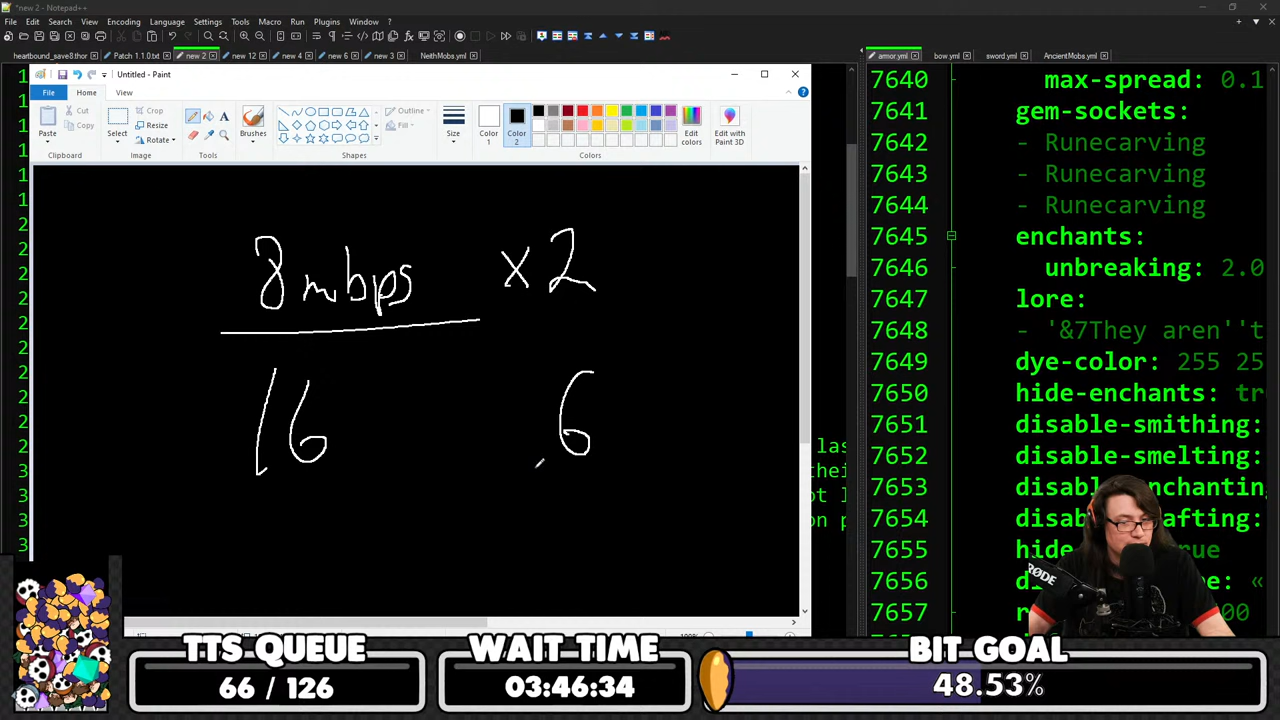 *new 2 - Notepad++
File Edit Search View Encoding Language Settings Tools Macro Run Plugins Window ?
heartbound_save8.thor Patch 1.1.0.txt new 2 new 12 new 4 new 6 new 3 NeithMobs.yml armor.yml bow.yml sword.yml AncientMobs.yml
Untitled - Paint
File Home View
Paste Cut Copy Select Crop Resize Rotate Brushes Outline Fill Size Color 1 Color 2 Edit colors Edit with Paint 3D
Clipboard Image Tools Shapes Colors
8 mbps x2
16 .6
7640 max-spread: 0.1
7641 gem-sockets:
7642 - Runecarving
7643 - Runecarving
7644 - Runecarving
7645 enchants:
7646 unbreaking: 2.0
7647 lore:
7648 - '&7They aren''t
7649 dye-color: 255 25
7650 hide-enchants: tr
7651 disable-smithing:
7652 disable-smelting:
7653 disable-enchanting
7654
7655
7656
7657
RØDE
TTS QUEUE
66 / 126
WAIT TIME
03:46:34
BIT GOAL
48.53%